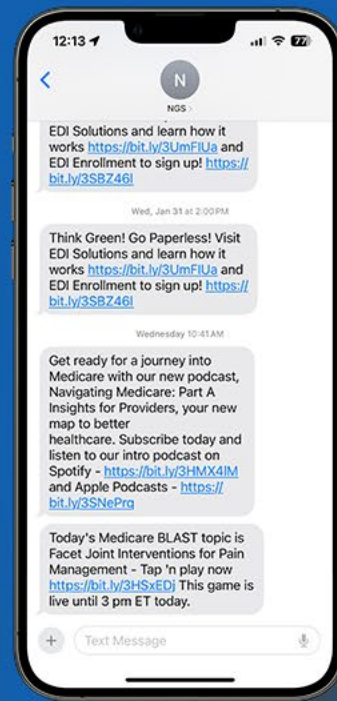 12:13
77
N
NGS
EDI Solutions and learn how it
works https://bit.ly/3UmFIUa and
EDI Enrollment to sign up! https://
bit.ly/3SBZ46I
Wed, Jan 31 at 2:00 PM
Think Green! Go Paperless! Visit
EDI Solutions and learn how it
works https://bit.ly/3UmFIUa and
EDI Enrollment to sign up! https://
bit.ly/3SBZ46I
Wednesday 10:41 AM
Get ready for a journey into
Medicare with our new podcast,
Navigating Medicare: Part A
Insights for Providers, your new
map to better
healthcare. Subscribe today and
listen to our intro podcast on
Spotify - https://bit.ly/3HMX4IM
and Apple Podcasts - https://
bit.ly/3SNePrq
Today's Medicare BLAST topic is
Facet Joint Interventions for Pain
Management - Tap 'n play now
https://bit.ly/3HSxEDj This game is
live until 3 pm ET today.
Text Message